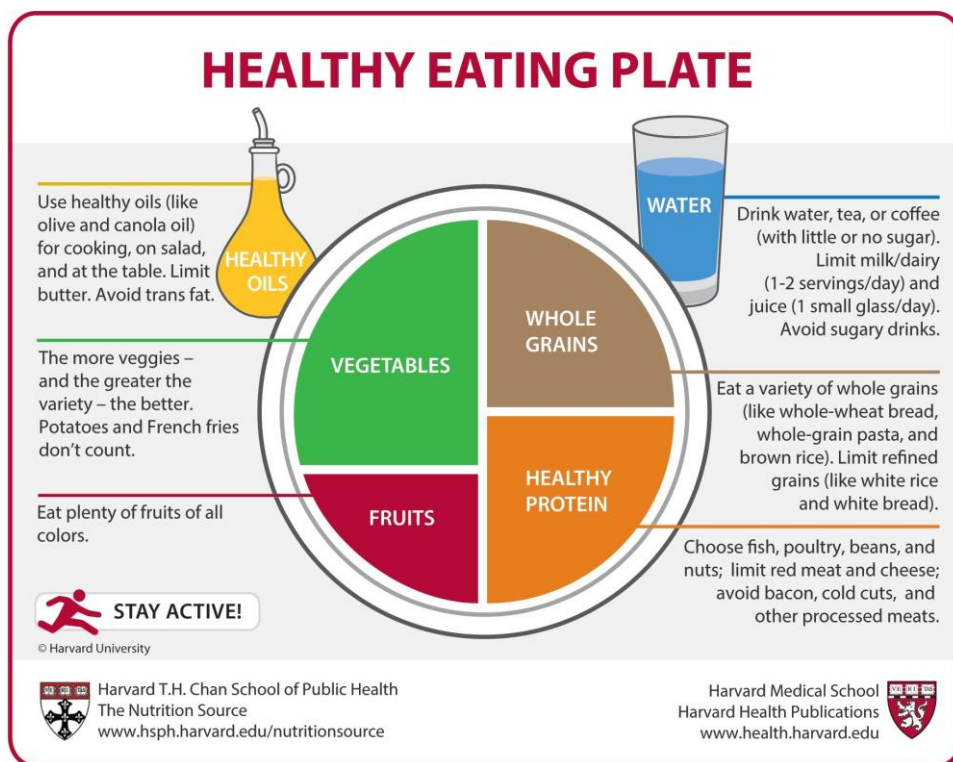 HEALTHY EATING PLATE
Use healthy oils (like
olive and canola oil)
for cooking, on salad,
and at the table. Limit
butter. Avoid trans fat.
HEALTHY
OILS
The more veggies –
and the greater the
variety – the better.
Potatoes and French fries
don’t count.
Eat plenty of fruits of all
colors.
VEGETABLES
FRUITS
WHOLE
GRAINS
HEALTHY
PROTEIN
WATER
Drink water, tea, or coffee
(with little or no sugar).
Limit milk/dairy
(1-2 servings/day) and
juice (1 small glass/day).
Avoid sugary drinks.
Eat a variety of whole grains
(like whole-wheat bread,
whole-grain pasta, and
brown rice). Limit refined
grains (like white rice
and white bread).
Choose fish, poultry, beans, and
nuts; limit red meat and cheese;
avoid bacon, cold cuts, and
other processed meats.
STAY ACTIVE!
© Harvard University
Harvard T.H. Chan School of Public Health
The Nutrition Source
www.hsph.harvard.edu/nutritionsource
Harvard Medical School
Harvard Health Publications
www.health.harvard.edu